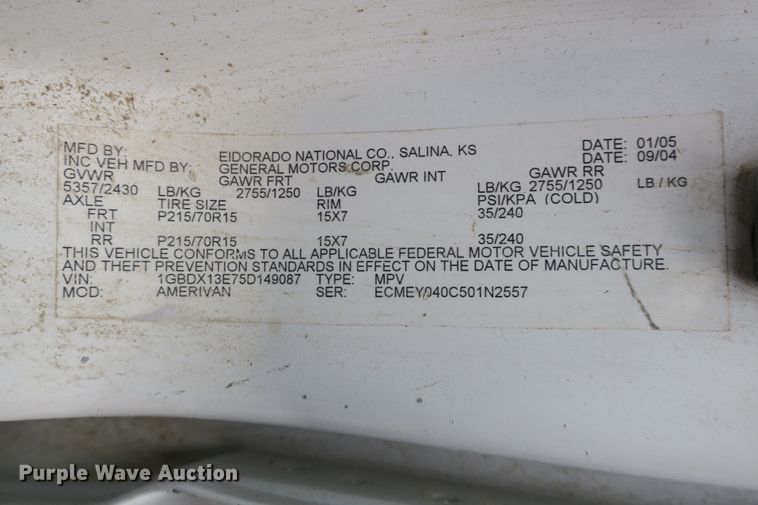 MFD BY: EIDORADO NATIONAL CO., SALINA, KS DATE: 01/05
INC VEH MFD BY: GENERAL MOTORS CORP. DATE: 09/04
GVWR GAWR FRT GAWR INT GAWR RR
5357/2430 LB/KG 2755/1250 LB/KG LB/KG 2755/1250 LB / KG
AXLE TIRE SIZE RIM PSI/KPA (COLD)
FRT P215/70R15 15X7 35/240
INT
RR P215/70R15 15X7 35/240
THIS VEHICLE CONFORMS TO ALL APPLICABLE FEDERAL MOTOR VEHICLE SAFETY
AND THEFT PREVENTION STANDARDS IN EFFECT ON THE DATE OF MANUFACTURE.
VIN: 1GBDX13E75D149087 TYPE: MPV
MCD: AMERIVAN SER: ECMEY040C501N2557
Purple Wave Auction